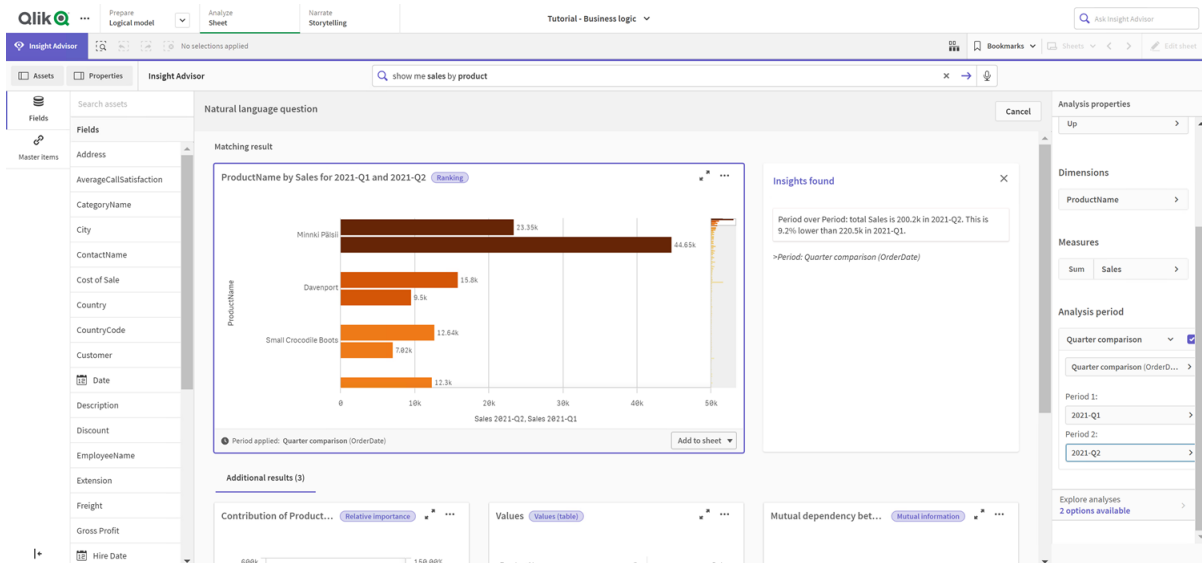 Qlik
Prepare
Logical model
Analyze
Sheet
Narrate
Storytelling
Tutorial - Business logic
Ask Insight Advisor
Insight Advisor
No selections applied
Bookmarks
Sheets
Edit sheet
Assets
Properties
Insight Advisor
show me sales by product
Fields
Master items
Search assets
Fields
Address
AverageCallSatisfaction
CategoryName
City
ContactName
Cost of Sale
Country
CountryCode
Customer
Date
Description
Discount
EmployeeName
Extension
Freight
Gross Profit
Hire Date
Natural language question
Cancel
Matching result
ProductName by Sales for 2021-Q1 and 2021-Q2 Ranking
ProductName
Minnki Pälsii
23.35k
44.65k
Davenport
15.8k
9.5k
Small Crocodile Boots
12.64k
7.02k
12.3k
0 10k 20k 30k 40k 50k
Sales 2021-Q2, Sales 2021-Q1
Period applied: Quarter comparison (OrderDate)
Add to sheet
Insights found
Period over Period: total Sales is 200.2k in 2021-Q2. This is
9.2% lower than 220.5k in 2021-Q1.
>Period: Quarter comparison (OrderDate)
Additional results (3)
Contribution of Product... Relative importance
600k 150.00%
Values Values (table)
Mutual dependency bet... Mutual information
Analysis properties
Up
Dimensions
ProductName
Measures
Sum Sales
Analysis period
Quarter comparison
Quarter comparison (OrderD...
Period 1:
2021-Q1
Period 2:
2021-Q2
Explore analyses
2 options available